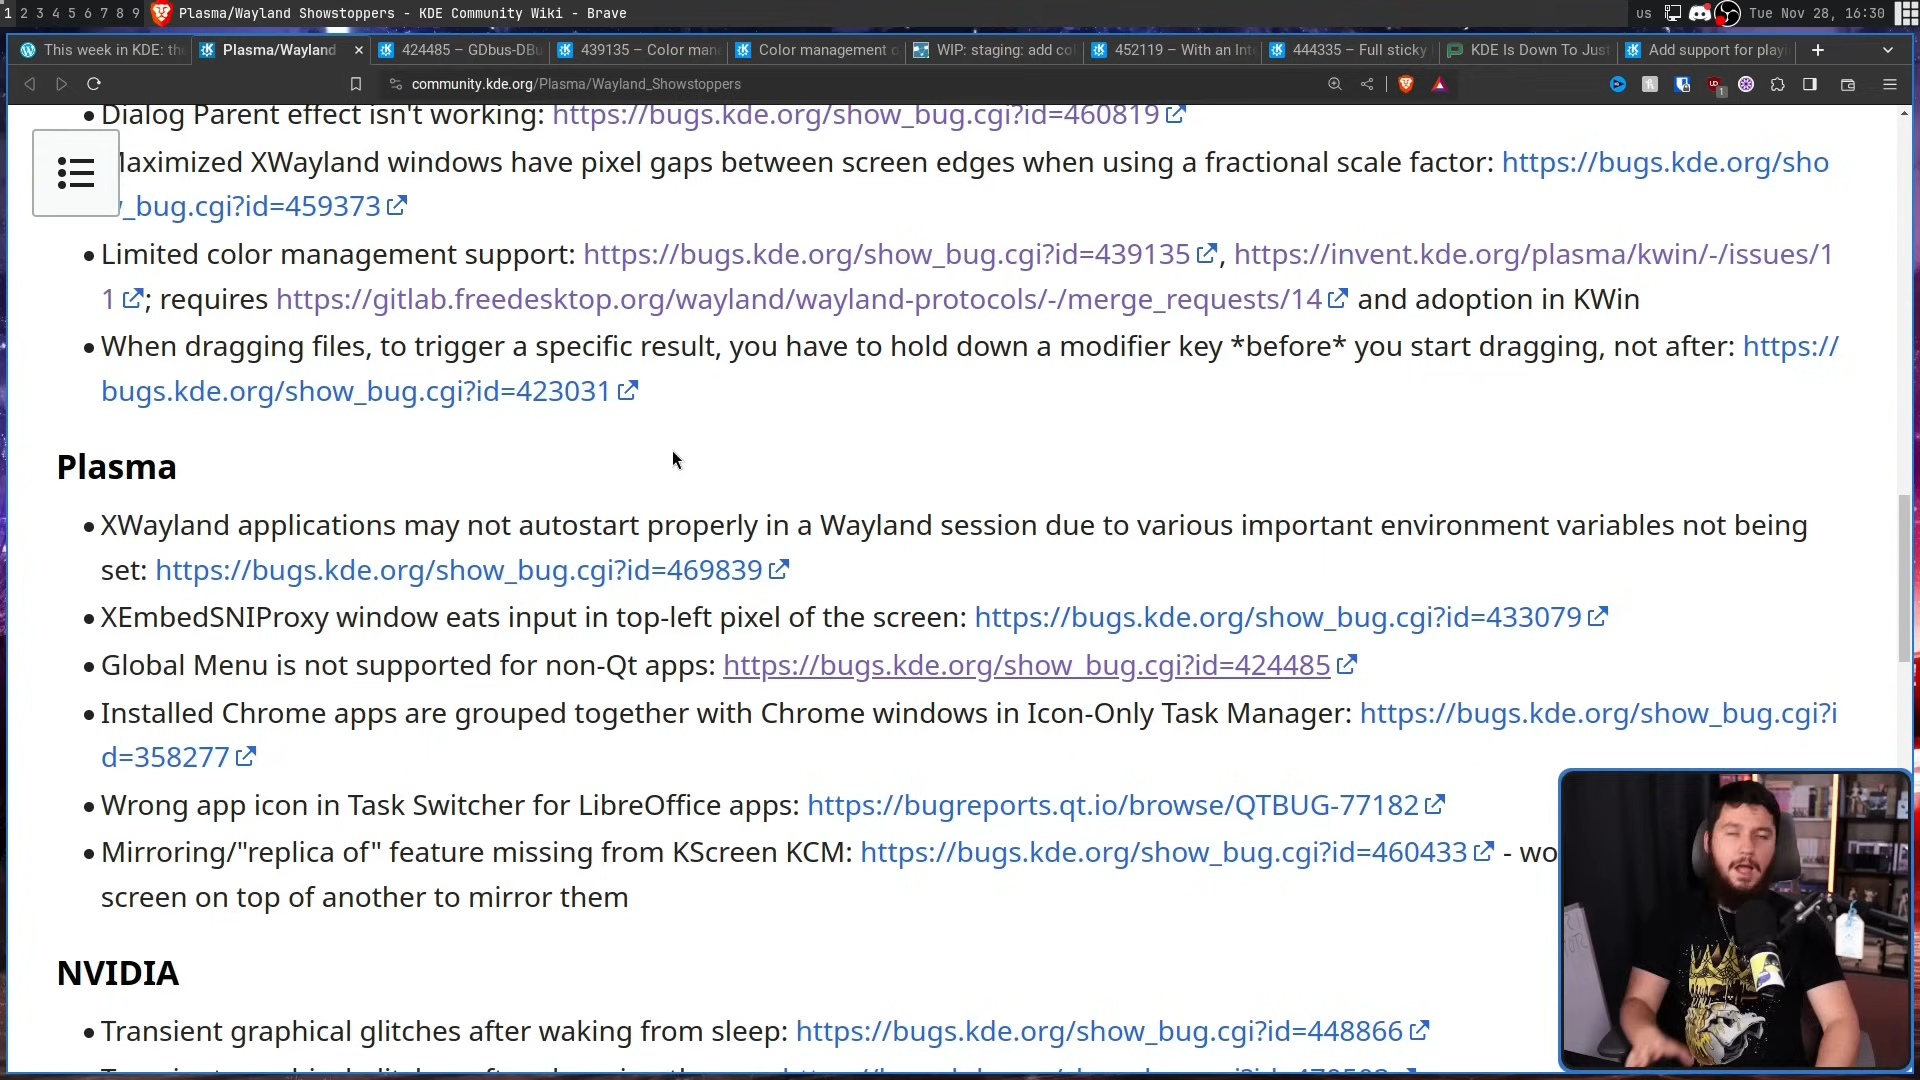 1 2 3 4 5 6 7 8 9 Plasma/Wayland Showstoppers - KDE Community Wiki - Brave us Tue Nov 28, 16:30
This week in KDE: the Plasma/Wayland 424485 – GDbus-DBu 439135 – Color man Color management o WIP: staging: add co 452119 – With an Int 444335 – Full sticky KDE Is Down To Just Add support for playi
community.kde.org/Plasma/Wayland_Showstoppers
Dialog Parent effect isn't working: https://bugs.kde.org/show_bug.cgi?id=460819
Maximized XWayland windows have pixel gaps between screen edges when using a fractional scale factor: https://bugs.kde.org/sho
w_bug.cgi?id=459373
Limited color management support: https://bugs.kde.org/show_bug.cgi?id=439135, https://invent.kde.org/plasma/kwin/-/issues/1
1; requires https://gitlab.freedesktop.org/wayland/wayland-protocols/-/merge_requests/14 and adoption in KWin
When dragging files, to trigger a specific result, you have to hold down a modifier key *before* you start dragging, not after: https://
bugs.kde.org/show_bug.cgi?id=423031
Plasma
XWayland applications may not autostart properly in a Wayland session due to various important environment variables not being
set: https://bugs.kde.org/show_bug.cgi?id=469839
XEmbedSNIProxy window eats input in top-left pixel of the screen: https://bugs.kde.org/show_bug.cgi?id=433079
Global Menu is not supported for non-Qt apps: https://bugs.kde.org/show_bug.cgi?id=424485
Installed Chrome apps are grouped together with Chrome windows in Icon-Only Task Manager: https://bugs.kde.org/show_bug.cgi?i
d=358277
Wrong app icon in Task Switcher for LibreOffice apps: https://bugreports.qt.io/browse/QTBUG-77182
Mirroring/"replica of" feature missing from KScreen KCM: https://bugs.kde.org/show_bug.cgi?id=460433 - wo
screen on top of another to mirror them
NVIDIA
Transient graphical glitches after waking from sleep: https://bugs.kde.org/show_bug.cgi?id=448866